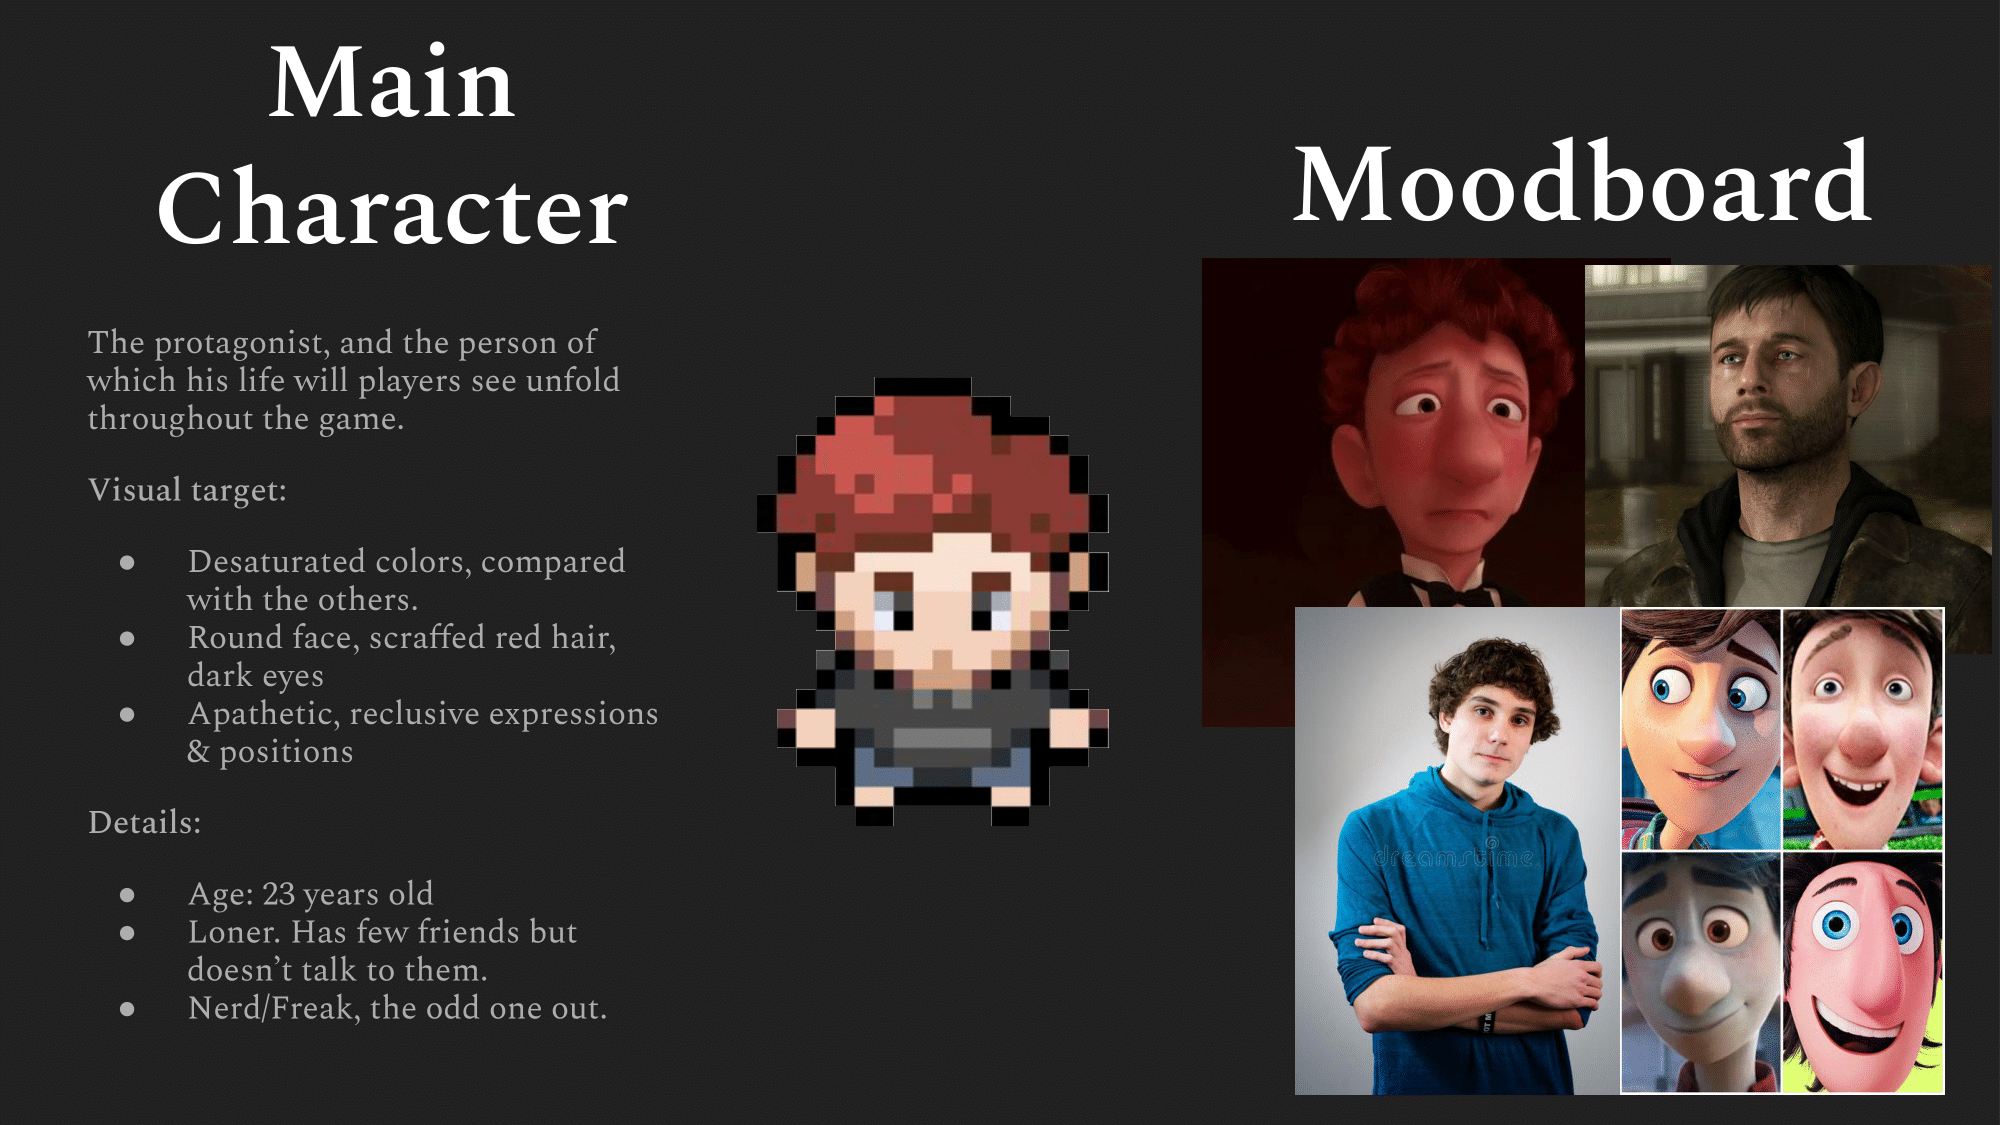 Main
Character
The protagonist, and the person of
which his life will players see unfold
throughout the game.
Visual target:
● Desaturated colors, compared
with the others.
● Round face, scraffed red hair,
dark eyes
● Apathetic, reclusive expressions
& positions
Details:
● Age: 23 years old
● Loner. Has few friends but
doesn’t talk to them.
● Nerd/Freak, the odd one out.
Moodboard
dreamstime